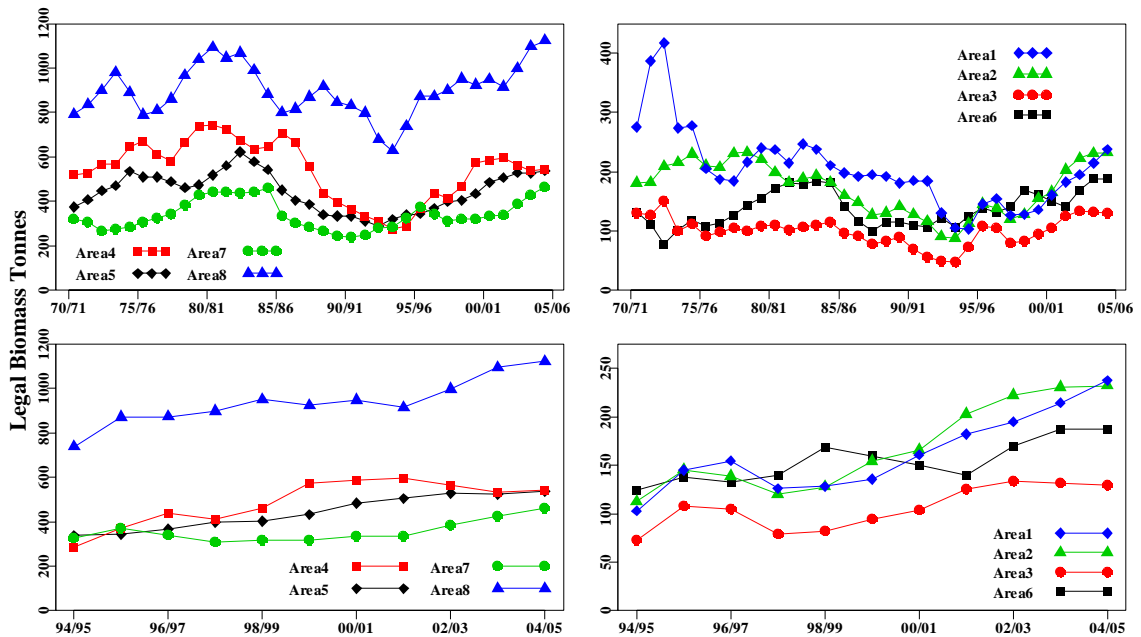 Legal Biomass Tonnes
1200
1000
800
600
400
200
0
Area4 Area7
Area5 Area8
70/71 75/76 80/81 85/86 90/91 95/96 00/01 05/06
400
300
200
100
0
Area1
Area2
Area3
Area6
70/71 75/76 80/81 85/86 90/91 95/96 00/01 05/06
1200
1000
800
600
400
200
0
Area4 Area7
Area5 Area8
94/95 96/97 98/99 00/01 02/03 04/05
250
200
150
100
50
0
Area1
Area2
Area3
Area6
94/95 96/97 98/99 00/01 02/03 04/05